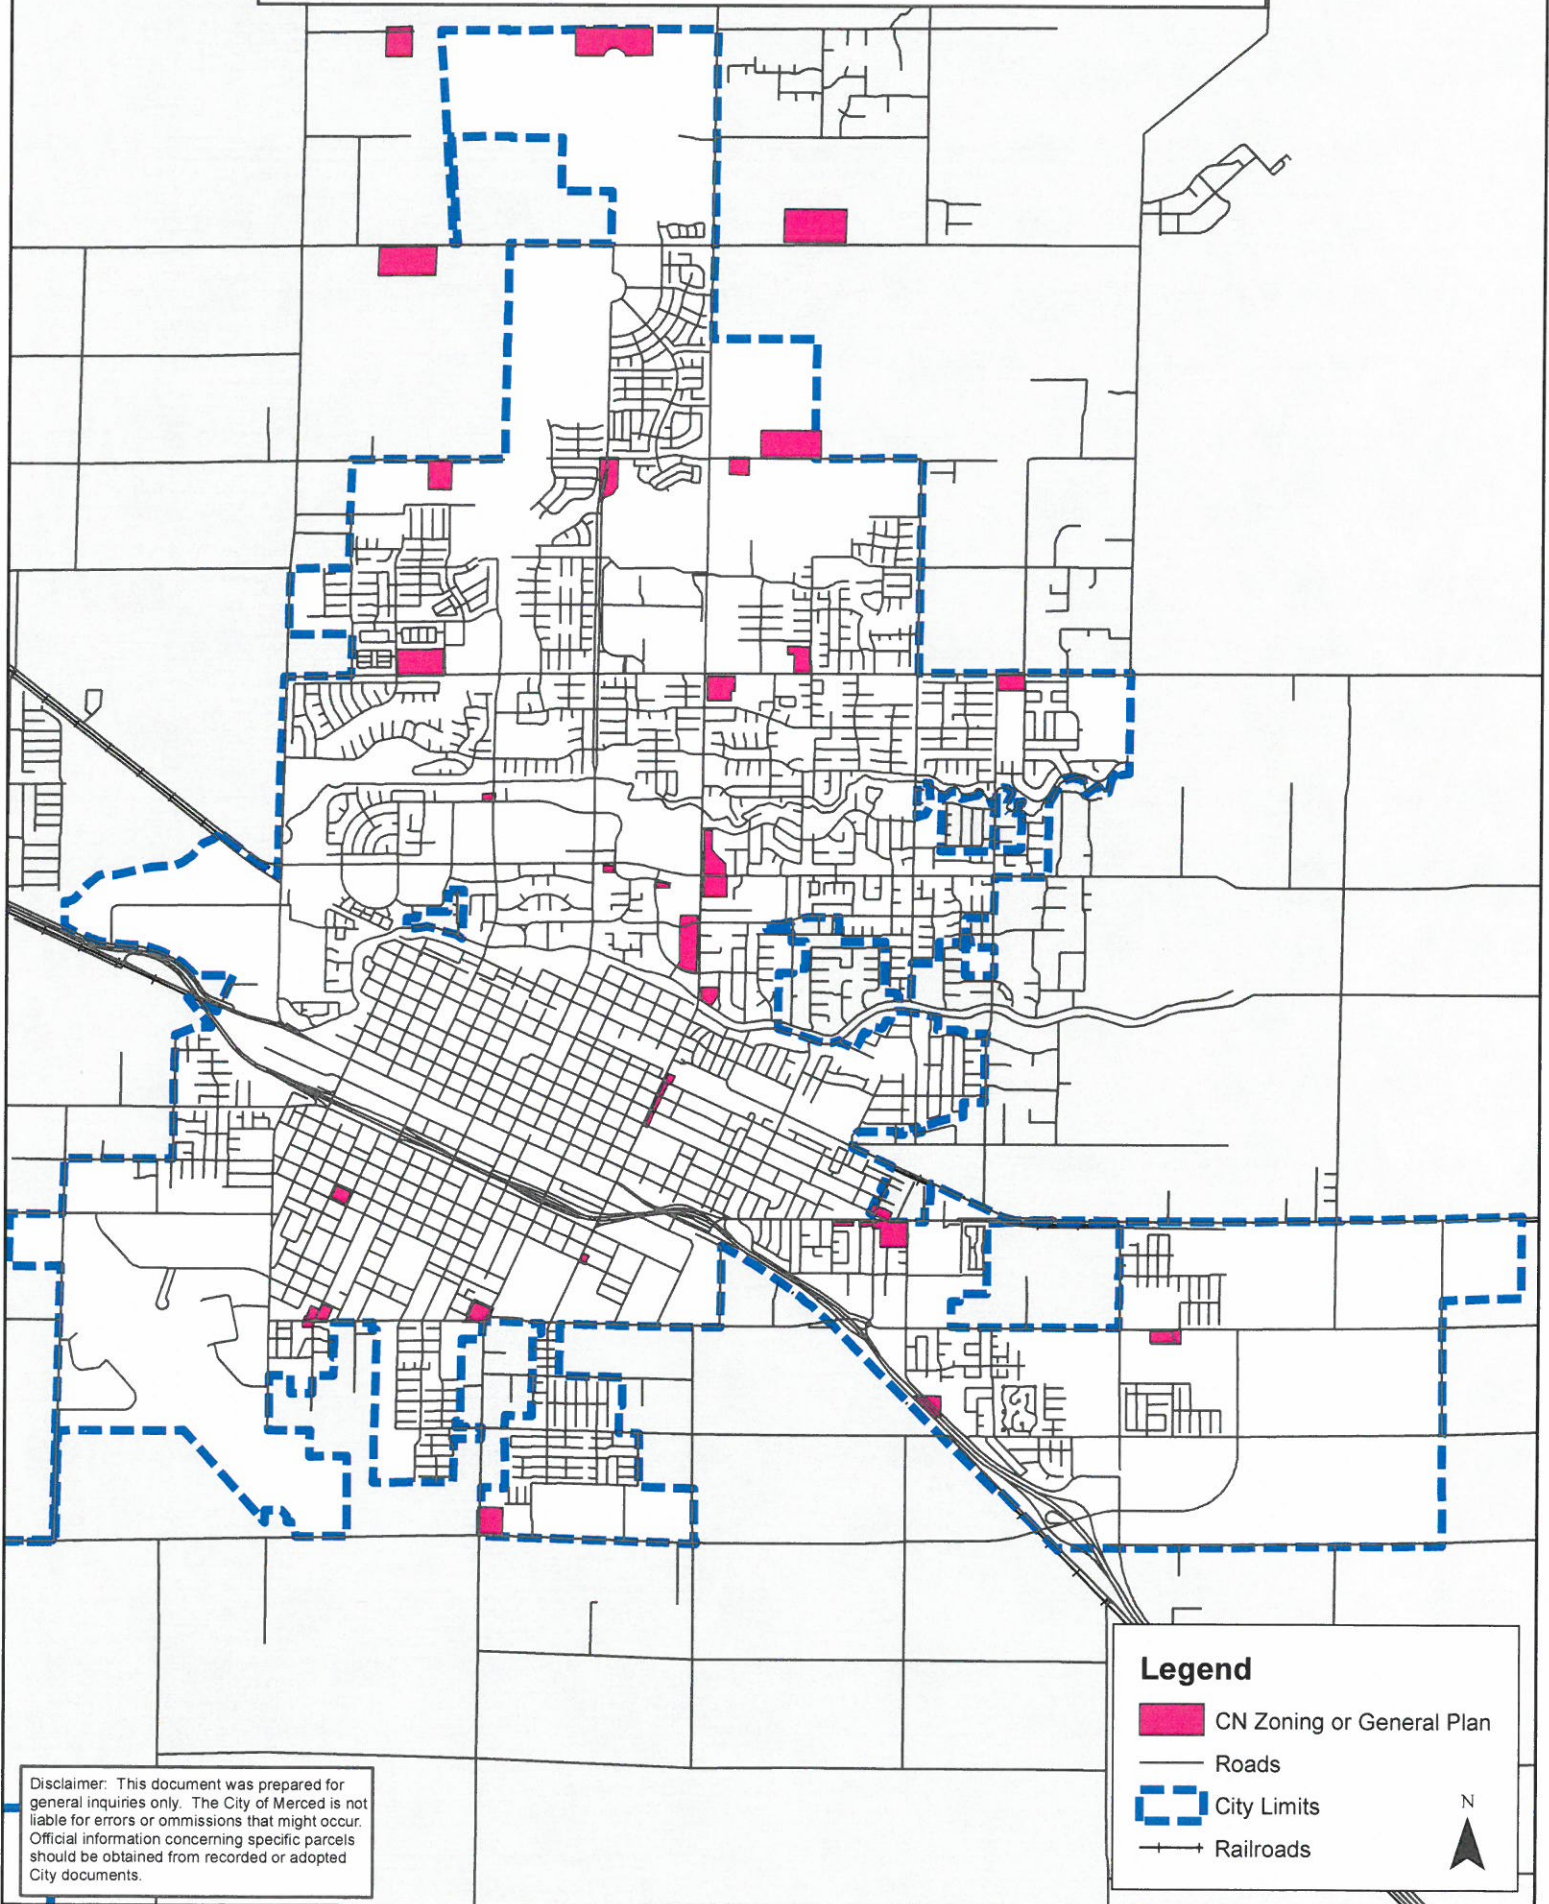 Legend
CN Zoning or General Plan
Roads
City Limits
Railroads
N
Disclaimer: This document was prepared for
general inquiries only. The City of Merced is not
liable for errors or ommissions that might occur.
Official information concerning specific parcels
should be obtained from recorded or adopted
City documents.